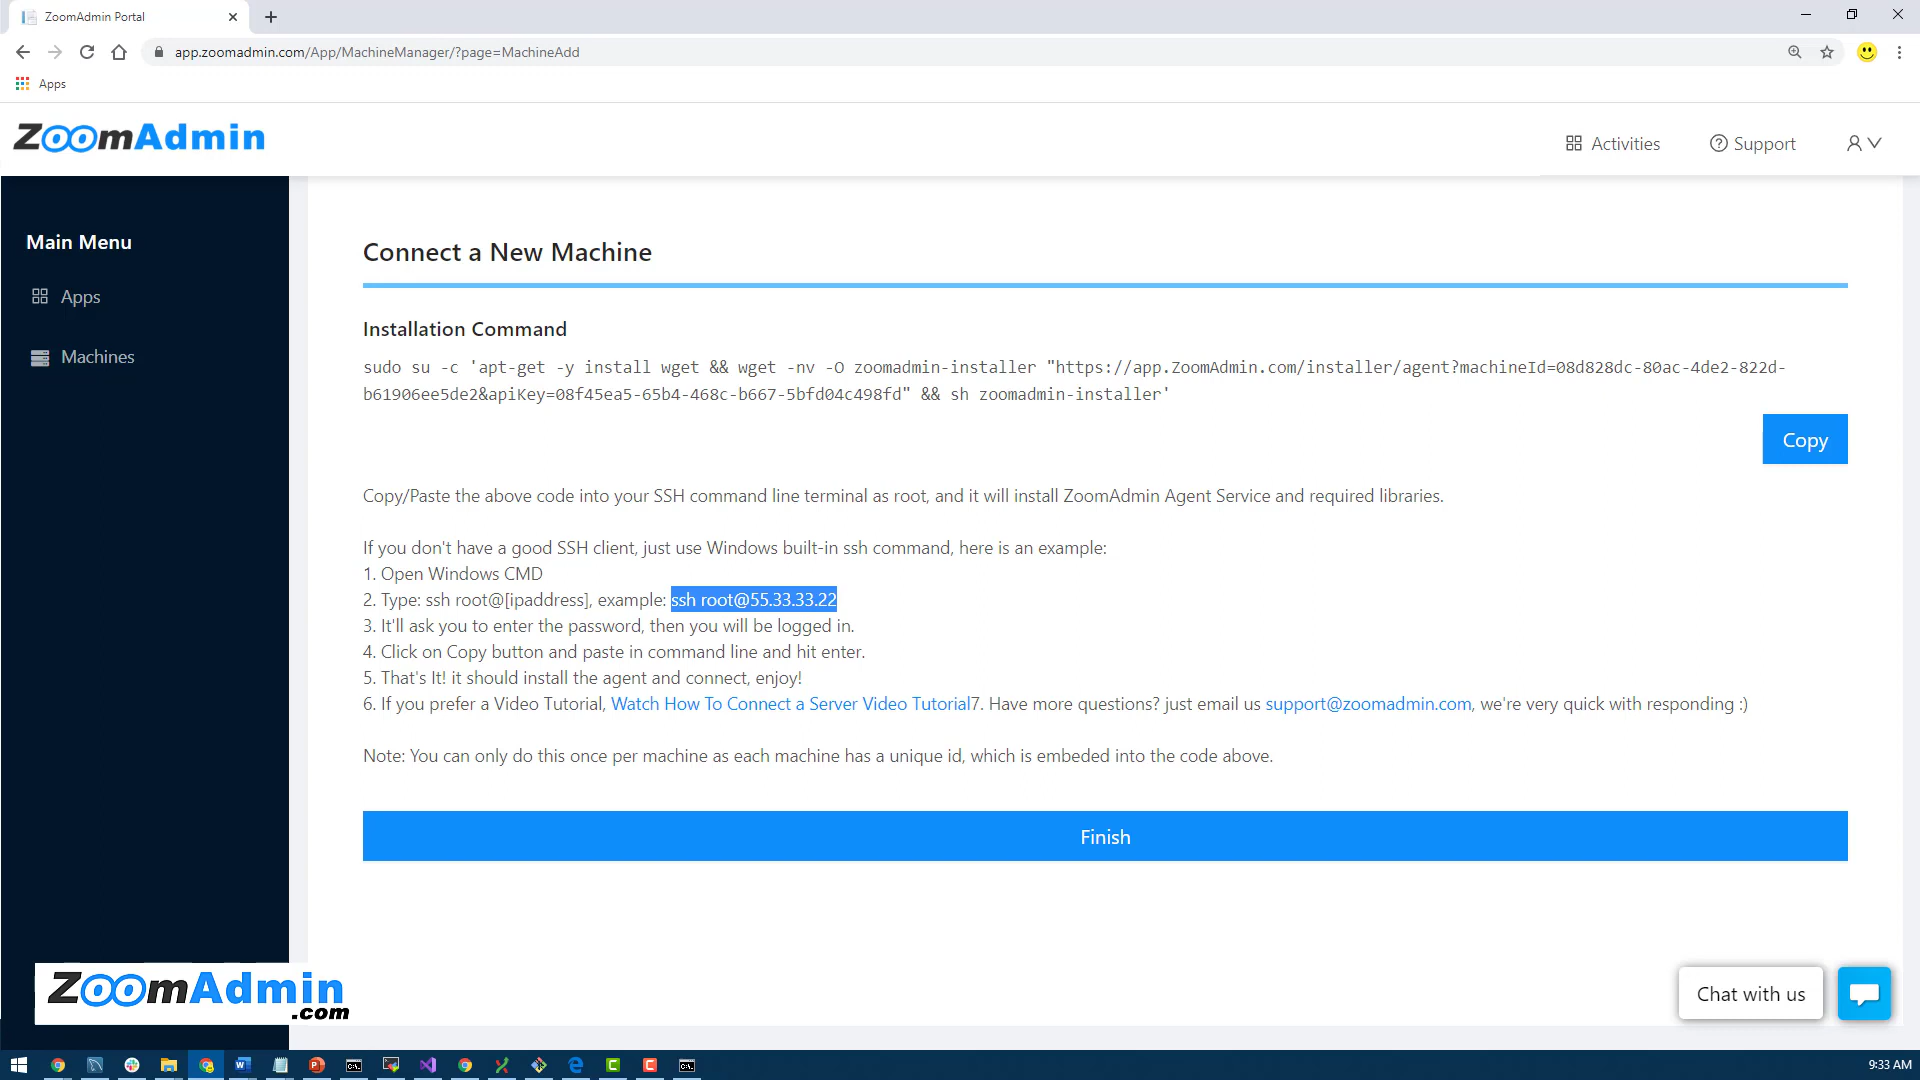 ZoomAdmin Portal
app.zoomadmin.com/App/MachineManager/?page=MachineAdd
Apps
ZoomAdmin
Activities
Support
Main Menu
Apps
Machines
Connect a New Machine
Installation Command
sudo su -c 'apt-get -y install wget && wget -nv -O zoomadmin-installer "https://app.ZoomAdmin.com/installer/agent?machineId=08d828dc-80ac-4de2-822d-
b61906ee5de2&apiKey=08f45ea5-65b4-468c-b667-5bfd04c498fd" && sh zoomadmin-installer'
Copy
Copy/Paste the above code into your SSH command line terminal as root, and it will install ZoomAdmin Agent Service and required libraries.
If you don't have a good SSH client, just use Windows built-in ssh command, here is an example:
1. Open Windows CMD
2. Type: ssh root@[ipaddress], example: ssh root@55.33.33.22
3. It'll ask you to enter the password, then you will be logged in.
4. Click on Copy button and paste in command line and hit enter.
5. That's It! it should install the agent and connect, enjoy!
6. If you prefer a Video Tutorial, Watch How To Connect a Server Video Tutorial7. Have more questions? just email us support@zoomadmin.com, we're very quick with responding :)
Note: You can only do this once per machine as each machine has a unique id, which is embeded into the code above.
Finish
ZoomAdmin
.com
Chat with us
9:33 AM